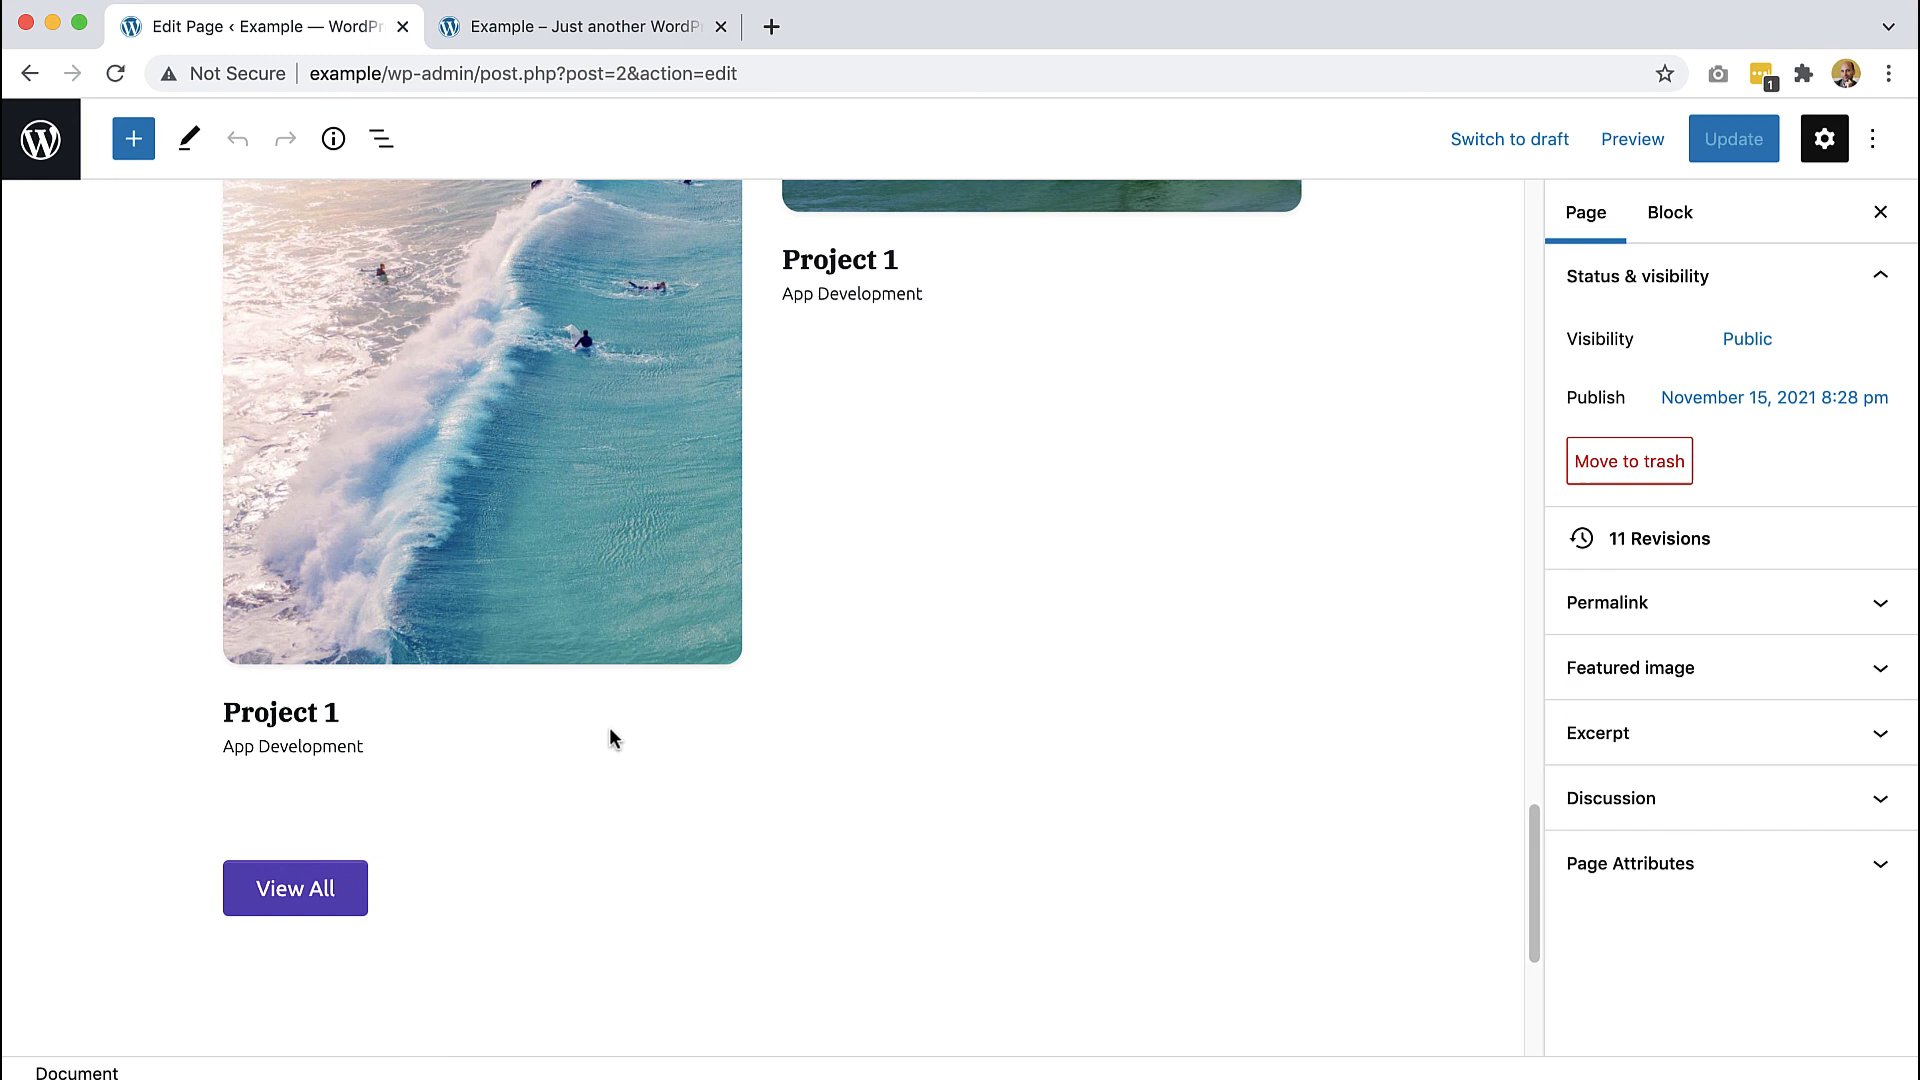 Edit Page ‹ Example — WordPr
Example – Just another WordP
Not Secure
example/wp-admin/post.php?post=2&action=edit
1
Switch to draft
Preview
Update
Page
Block
Status & visibility
Visibility
Public
Publish
November 15, 2021 8:28 pm
Move to trash
11 Revisions
Permalink
Featured image
Excerpt
Discussion
Page Attributes
Project 1
App Development
Project 1
App Development
View All
Document